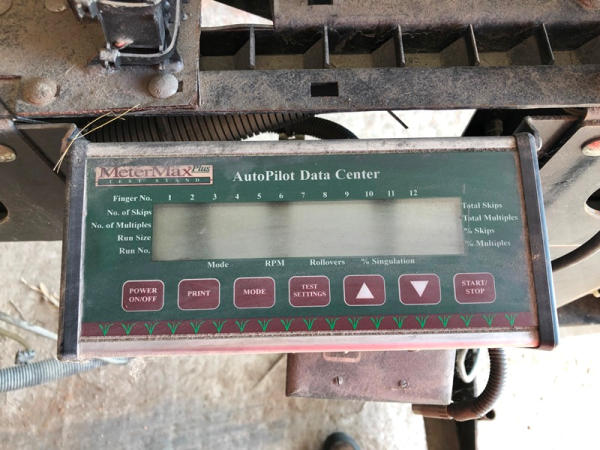 MeterMax Plus
TEST STAND
AutoPilot Data Center
Finger No. 1 2 3 4 5 6 7 8 9 10 11 12
No. of Skips
No. of Multiples
Run Size
Run No.
Total Skips
Total Multiples
% Skips
% Multiples
Mode RPM Rollovers % Singulation
POWER ON/OFF
PRINT
MODE
TEST SETTINGS
START/ STOP